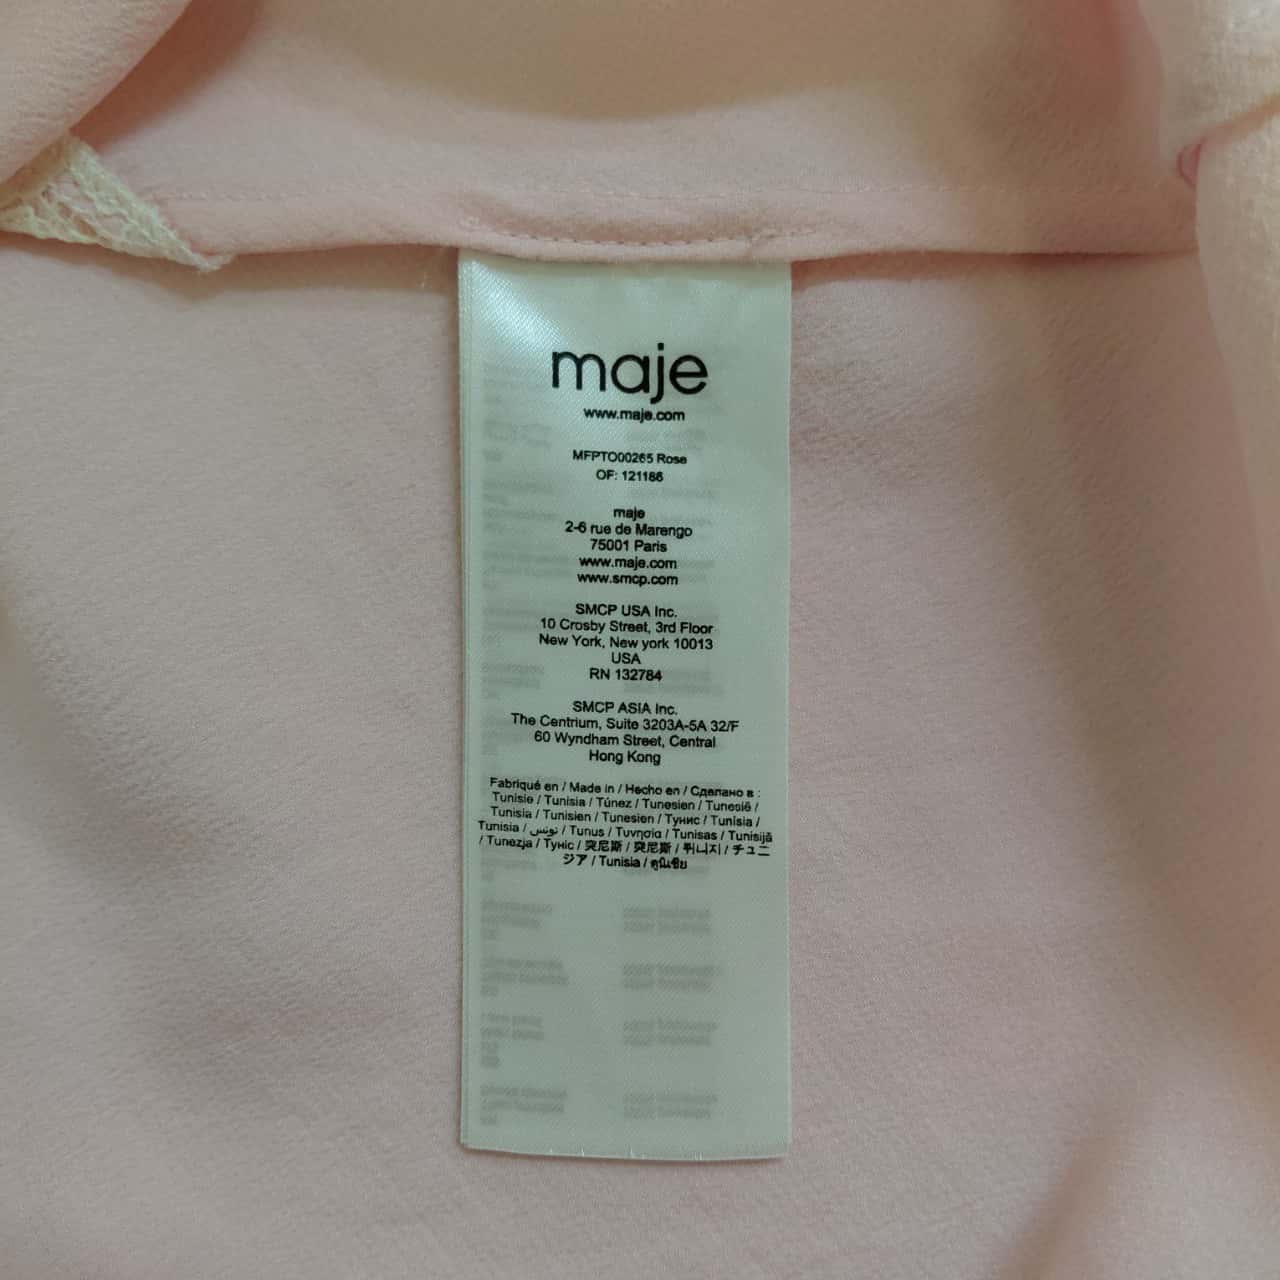 maje
www.maje.com
MFPTO00265 Rose
OF: 121186
maje
2-6 rue de Marengo
75001 Paris
www.maje.com
www.smcp.com
SMCP USA Inc.
10 Crosby Street, 3rd Floor
New York, New york 10013
USA
RN 132784
SMCP ASIA Inc.
The Centrium, Suite 3203A-5A 32/F
60 Wyndham Street, Central
Hong Kong
Fabriqué en / Made in / Hecho en / Сделано в :
Tunisie / Tunisia / Túnez / Tunesien / Tunesië /
Tunisia / Tunisien / Tunesien / Тунис / Tunísia /
Tunisia / تونس / Tunus / Τυνησία / Tunisas / Tunisijā
/ Tunezja / Туніс / 突尼斯 / 突尼斯 / 튀니지 / チュニ
ジア / Tunisia / ตูนิเซีย